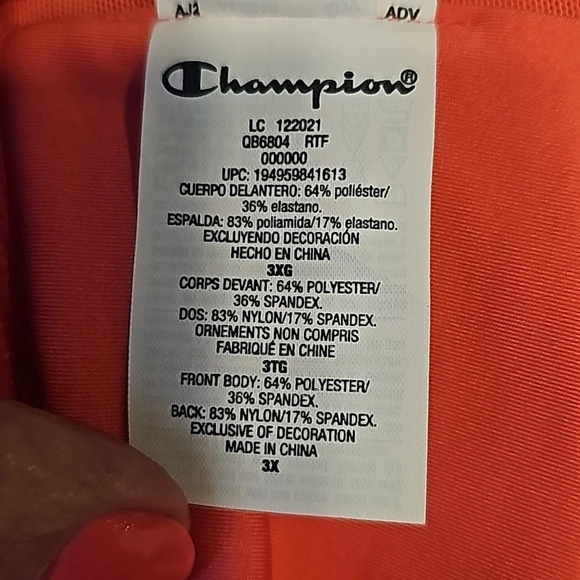 AJ2 ADV
Champion®
LC 122021
QB6804 RTF
000000
UPC: 194959841613
CUERPO DELANTERO: 64% poliéster/
36% elastano.
ESPALDA: 83% poliamida/17% elastano.
EXCLUYENDO DECORACIÓN
HECHO EN CHINA
3XG
CORPS DEVANT: 64% POLYESTER/
36% SPANDEX.
DOS: 83% NYLON/17% SPANDEX.
ORNEMENTS NON COMPRIS
FABRIQUÉ EN CHINE
3TG
FRONT BODY: 64% POLYESTER/
36% SPANDEX.
BACK: 83% NYLON/17% SPANDEX.
EXCLUSIVE OF DECORATION
MADE IN CHINA
3X